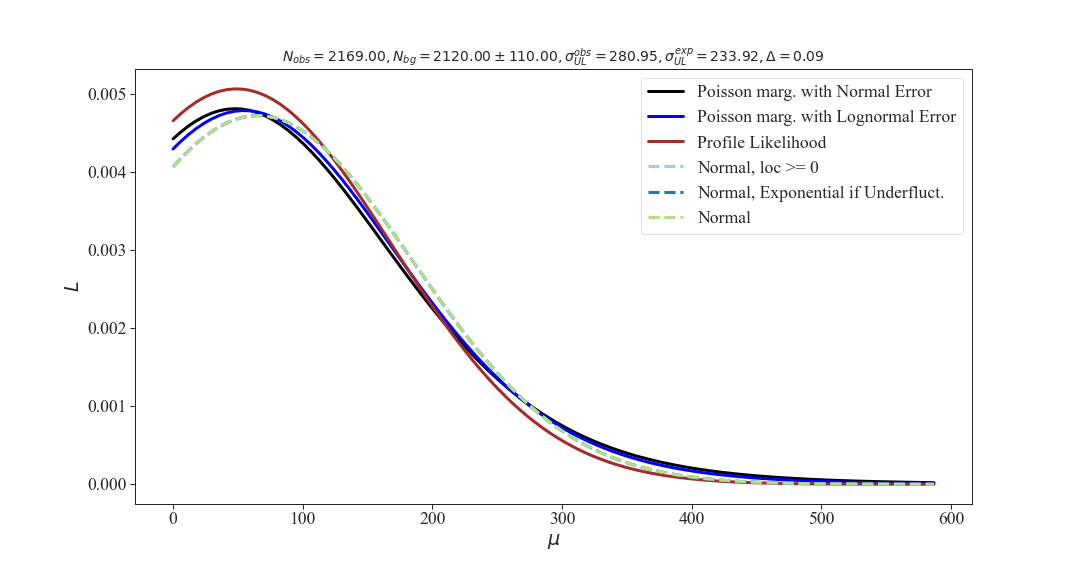 N_obs = 2169.00, N_bg = 2120.00 ± 110.00, σ_UL^obs = 280.95, σ_UL^exp = 233.92, Δ = 0.09
Poisson marg. with Normal Error
Poisson marg. with Lognormal Error
Profile Likelihood
Normal, loc >= 0
Normal, Exponential if Underfluct.
Normal
L
0.005
0.004
0.003
0.002
0.001
0.000
0 100 200 300 400 500 600
μ